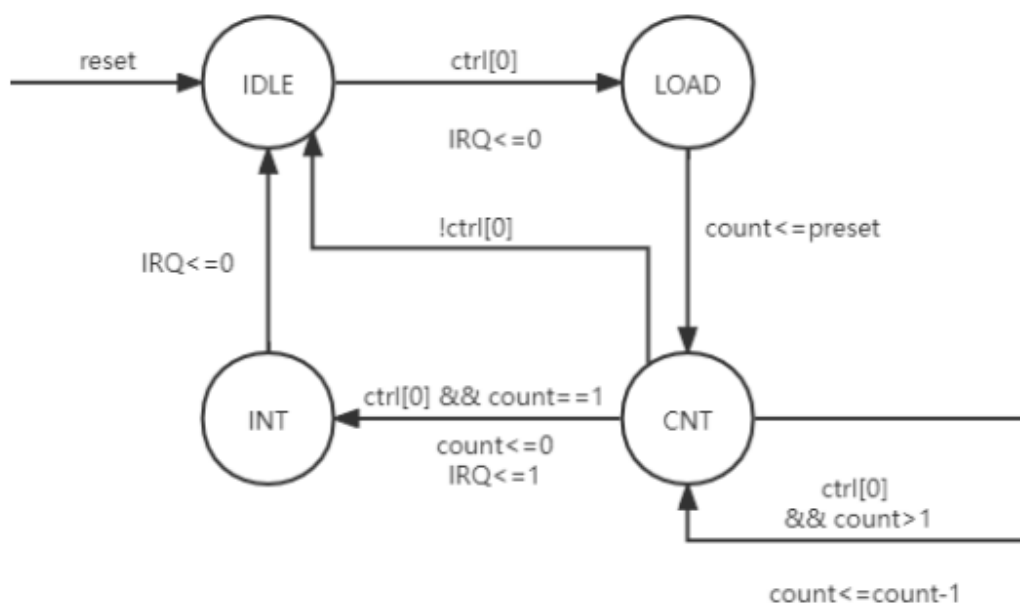 reset
IDLE
ctrl[0]
LOAD
IRQ<=0
!ctrl[0]
count<=preset
IRQ<=0
INT
ctrl[0] && count==1
count<=0
IRQ<=1
CNT
ctrl[0]
&& count>1
count<=count-1